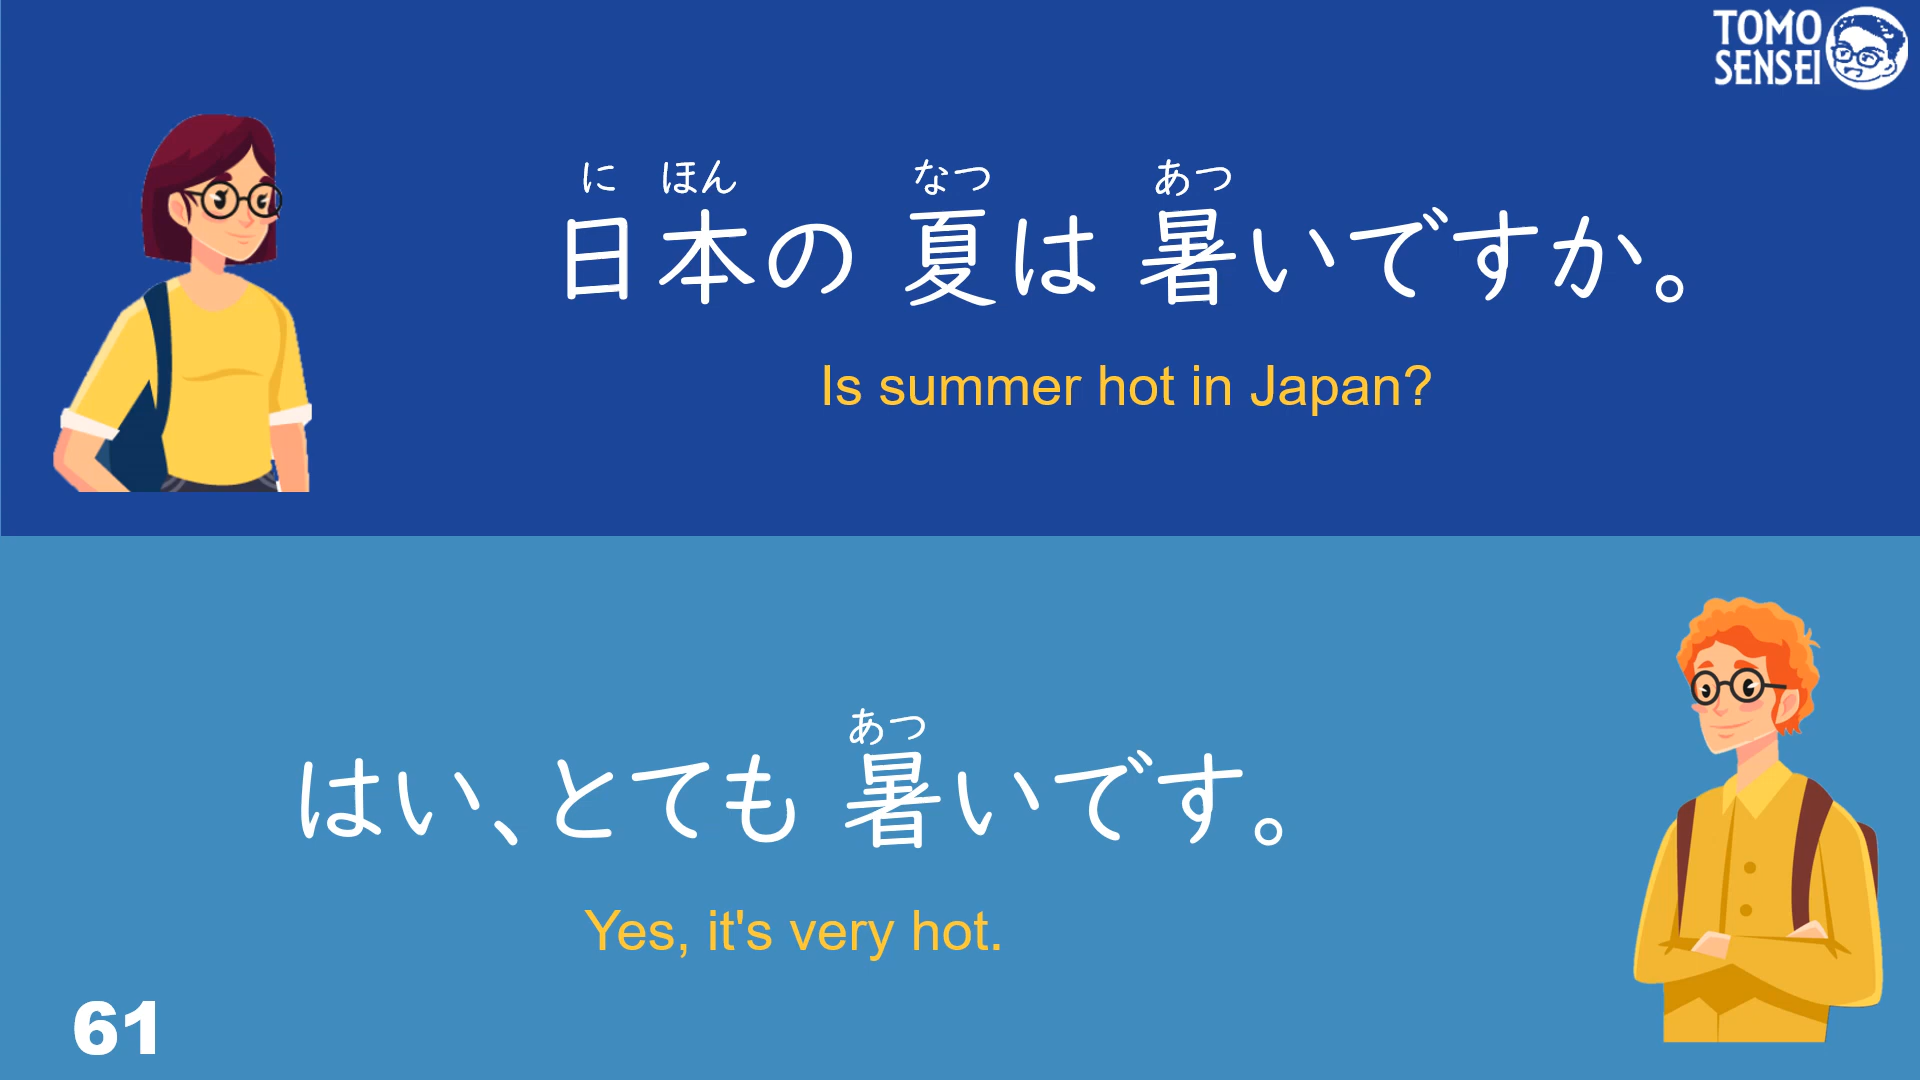 TOMO
SENSEI
に ほん なつ あつ
日本の 夏は 暑いですか。
Is summer hot in Japan?
あつ
はい、とても 暑いです。
Yes, it's very hot.
61